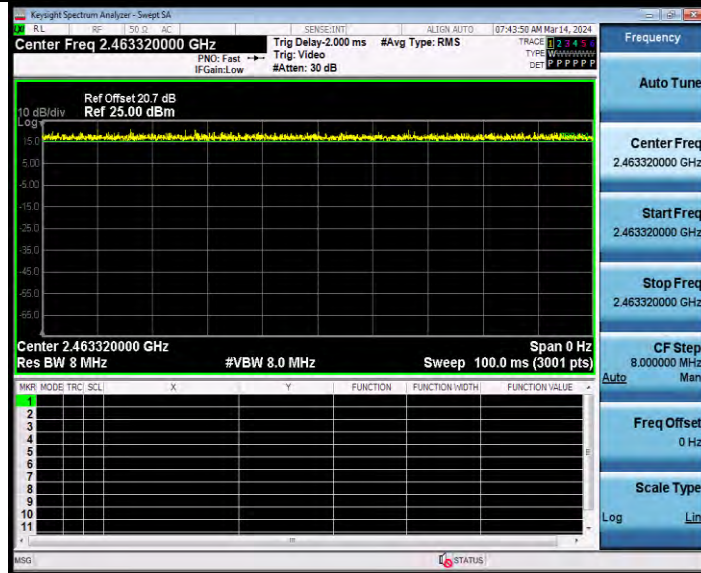 Keysight Spectrum Analyzer - Swept SA
LXI RL RF 50 Ω AC SENSE:INT ALIGN AUTO 07:43:50 AM Mar 14, 2024
Center Freq 2.463320000 GHz Trig Delay-2.000 ms #Avg Type: RMS TRACE 1 2 3 4 5 6
PNO: Fast Trig: Video TYPE WWWWWW
IFGain:Low #Atten: 30 dB DET P P P P P P
Ref Offset 20.7 dB
10 dB/div Ref 25.00 dBm
Log
15.0
5.00
-5.00
-15.0
-25.0
-35.0
-45.0
-55.0
-65.0
Center 2.463320000 GHz Span 0 Hz
Res BW 8 MHz #VBW 8.0 MHz Sweep 100.0 ms (3001 pts)
MKR MODE TRC SCL X Y FUNCTION FUNCTION WIDTH FUNCTION VALUE
1
2
3
4
5
6
7
8
9
10
11
MSG STATUS
Frequency
Auto Tune
Center Freq
2.463320000 GHz
Start Freq
2.463320000 GHz
Stop Freq
2.463320000 GHz
CF Step
8.000000 MHz
Auto Man
Freq Offset
0 Hz
Scale Type
Log Lin